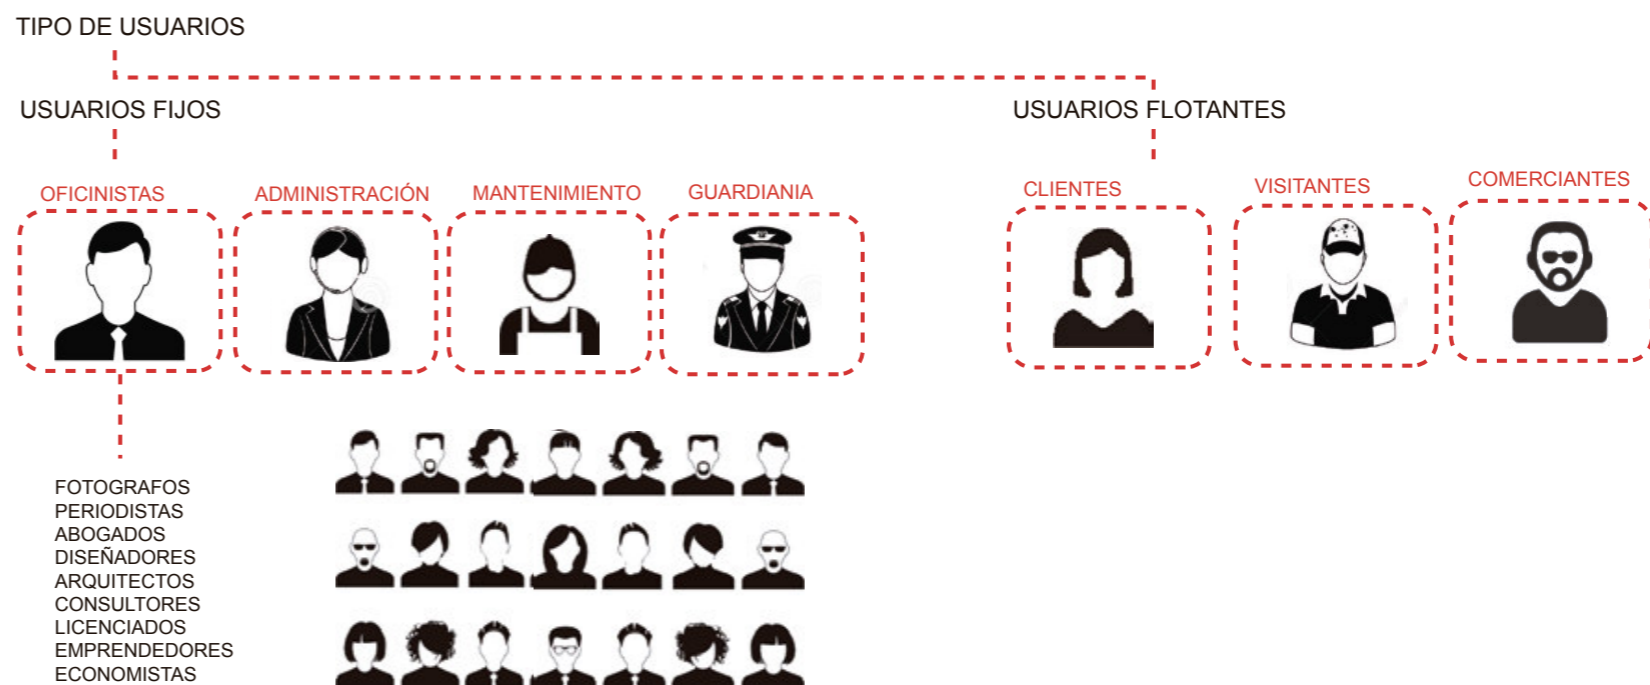 TIPO DE USUARIOS
USUARIOS FIJOS
USUARIOS FLOTANTES
OFICINISTAS
ADMINISTRACIÓN
MANTENIMIENTO
GUARDIANIA
CLIENTES
VISITANTES
COMERCIANTES
FOTOGRAFOS
PERIODISTAS
ABOGADOS
DISEÑADORES
ARQUITECTOS
CONSULTORES
LICENCIADOS
EMPRENDEDORES
ECONOMISTAS